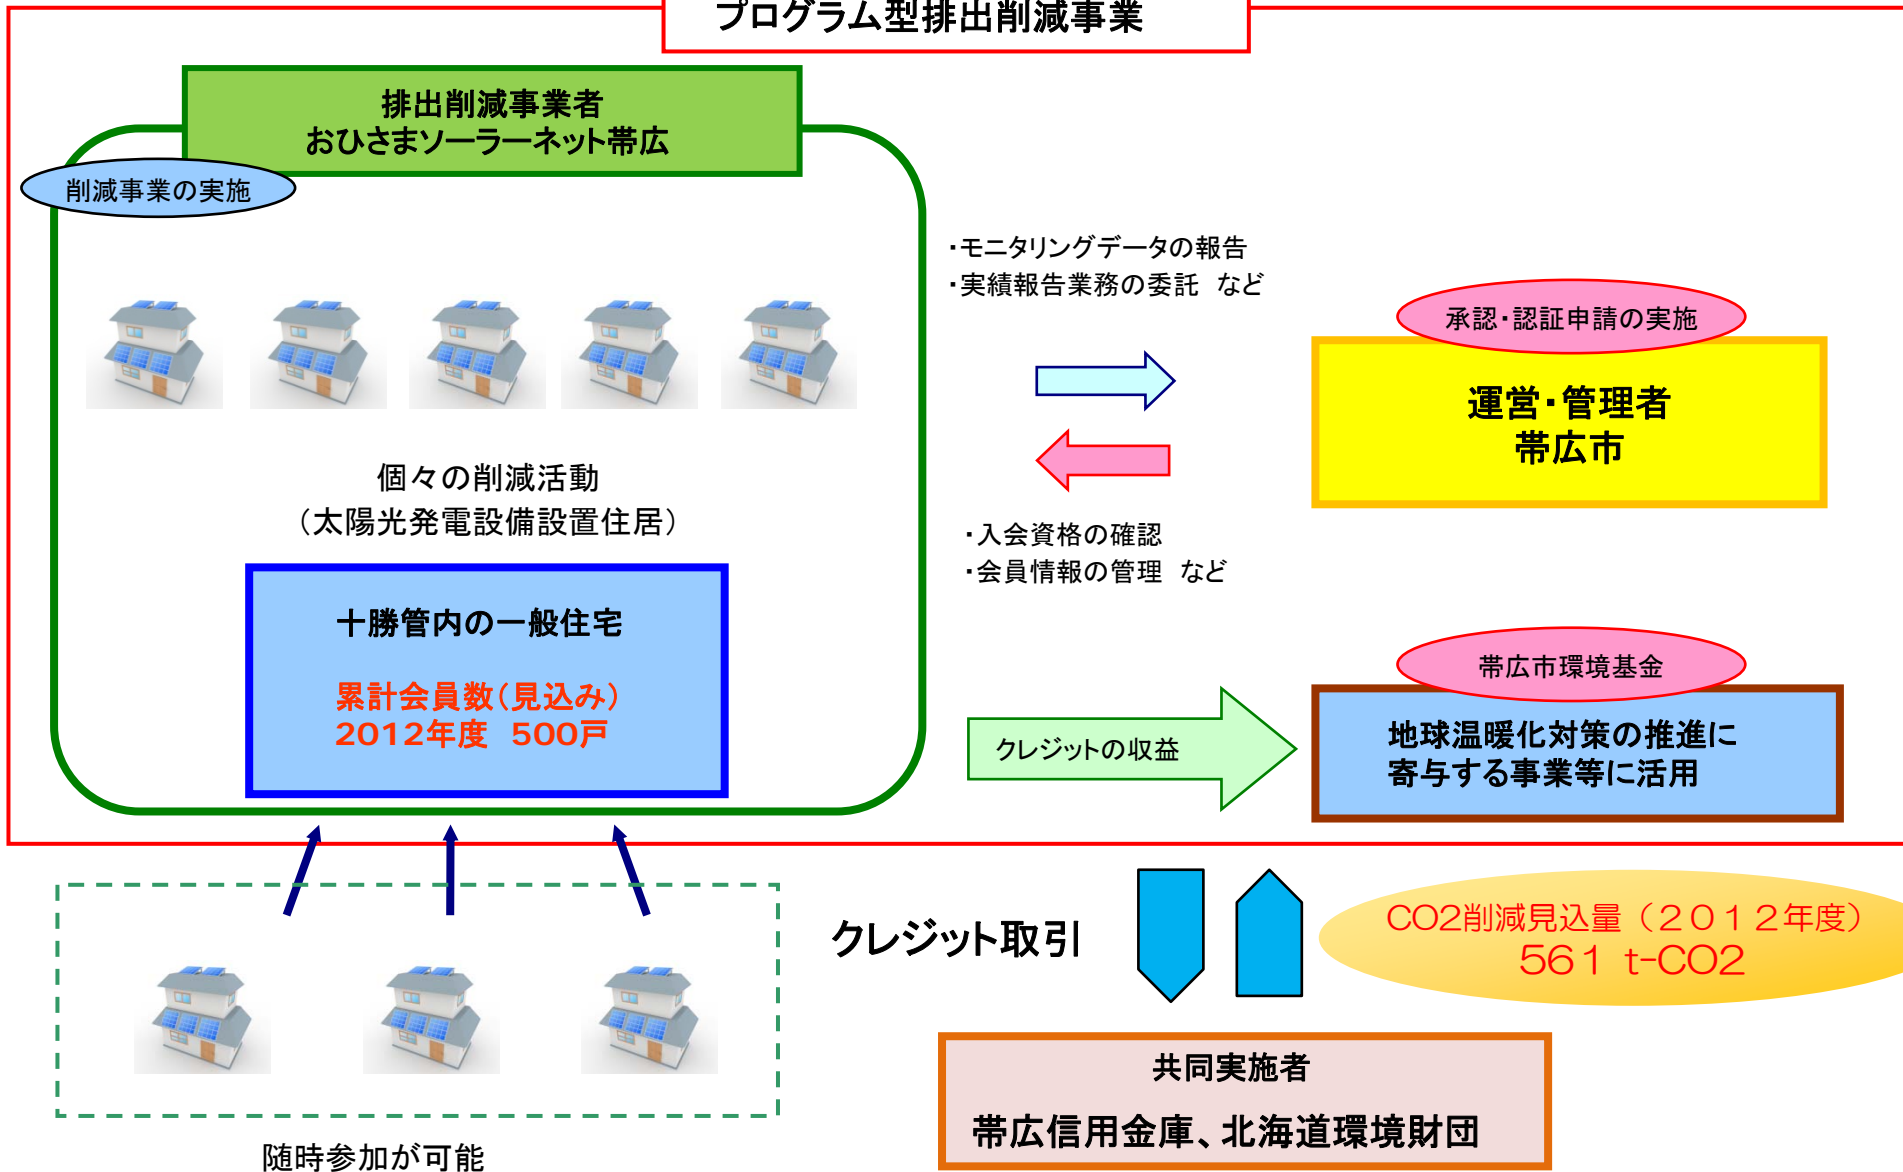 プログラム型排出削減事業
排出削減事業者
おひさまソーラーネット帯広
削減事業の実施
・モニタリングデータの報告
・実績報告業務の委託 など
承認・認証申請の実施
運営・管理者
帯広市
個々の削減活動
（太陽光発電設備設置住居）
・入会資格の確認
・会員情報の管理 など
十勝管内の一般住宅
累計会員数（見込み）
2012年度 500戸
クレジットの収益
帯広市環境基金
地球温暖化対策の推進に
寄与する事業等に活用
クレジット取引
CO2削減見込量（２０１２年度）
561 t-CO2
共同実施者
帯広信用金庫、北海道環境財団
随時参加が可能